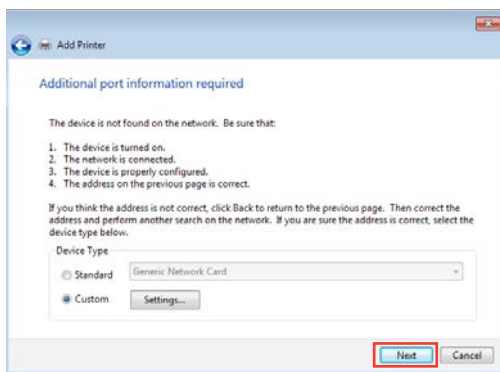 Add Printer
Additional port information required
The device is not found on the network. Be sure that:
1. The device is turned on.
2. The network is connected.
3. The device is properly configured.
4. The address on the previous page is correct.
If you think the address is not correct, click Back to return to the previous page. Then correct the
address and perform another search on the network. If you are sure the address is correct, select the
device type below.
Device Type
Standard Generic Network Card
Custom Settings...
Next Cancel